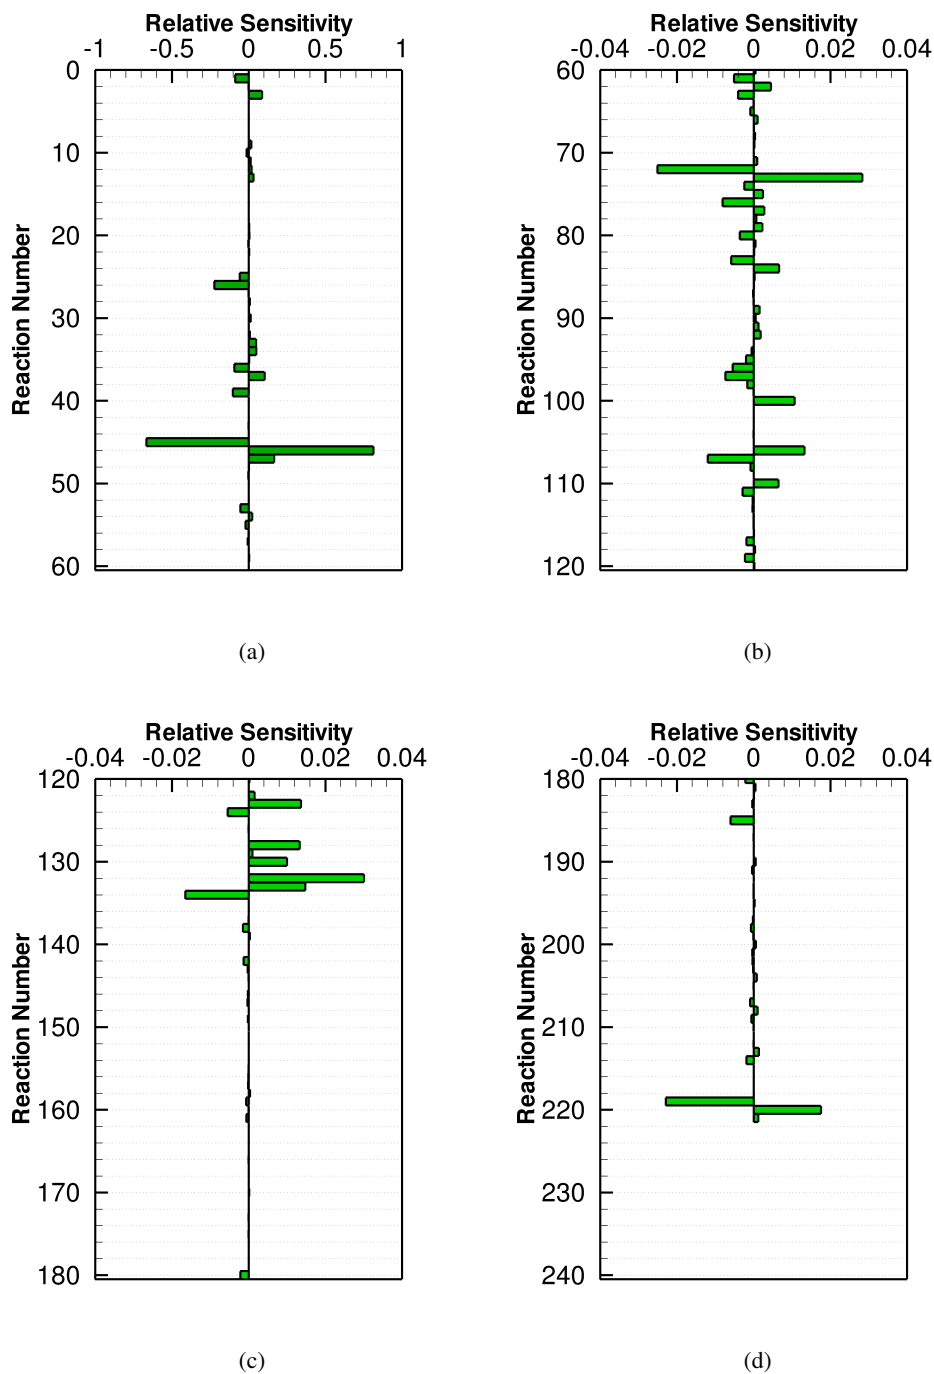 Relative Sensitivity
-1 -0.5 0 0.5 1
Reaction Number
0
10
20
30
40
50
60
(a)
Relative Sensitivity
-0.04 -0.02 0 0.02 0.04
Reaction Number
60
70
80
90
100
110
120
(b)
Relative Sensitivity
-0.04 -0.02 0 0.02 0.04
Reaction Number
120
130
140
150
160
170
180
(c)
Relative Sensitivity
-0.04 -0.02 0 0.02 0.04
Reaction Number
180
190
200
210
220
230
240
(d)